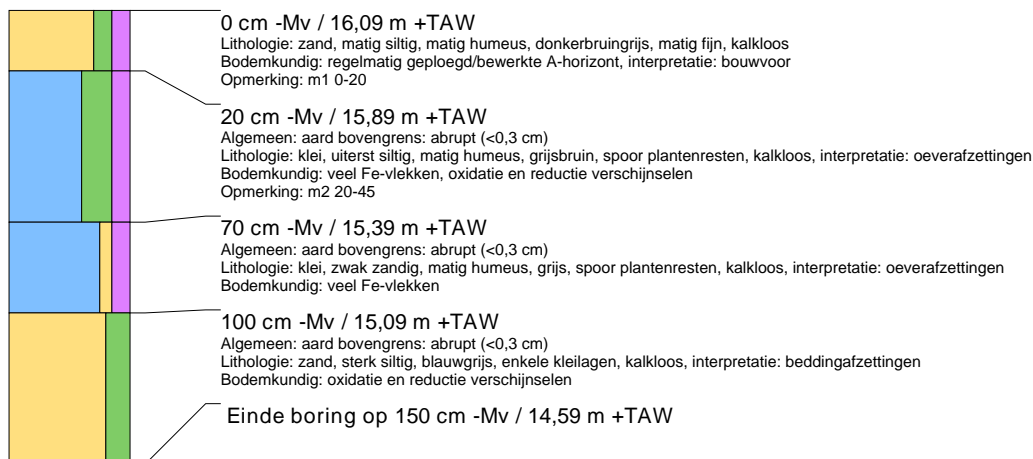 0 cm -Mv / 16,09 m +TAW
Lithologie: zand, matig siltig, matig humeus, donkerbruingrijs, matig fijn, kalkloos
Bodemkundig: regelmatig geploegd/bewerkte A-horizont, interpretatie: bouwvoor
Opmerking: m1 0-20
20 cm -Mv / 15,89 m +TAW
Algemeen: aard bovengrens: abrupt (<0,3 cm)
Lithologie: klei, uiterst siltig, matig humeus, grijsbruin, spoor plantenresten, kalkloos, interpretatie: oeverafzettingen
Bodemkundig: veel Fe-vlekken, oxidatie en reductie verschijnselen
Opmerking: m2 20-45
70 cm -Mv / 15,39 m +TAW
Algemeen: aard bovengrens: abrupt (<0,3 cm)
Lithologie: klei, zwak zandig, matig humeus, grijs, spoor plantenresten, kalkloos, interpretatie: oeverafzettingen
Bodemkundig: veel Fe-vlekken
100 cm -Mv / 15,09 m +TAW
Algemeen: aard bovengrens: abrupt (<0,3 cm)
Lithologie: zand, sterk siltig, blauwgrijs, enkele kleilagen, kalkloos, interpretatie: beddingafzettingen
Bodemkundig: oxidatie en reductie verschijnselen
Einde boring op 150 cm -Mv / 14,59 m +TAW